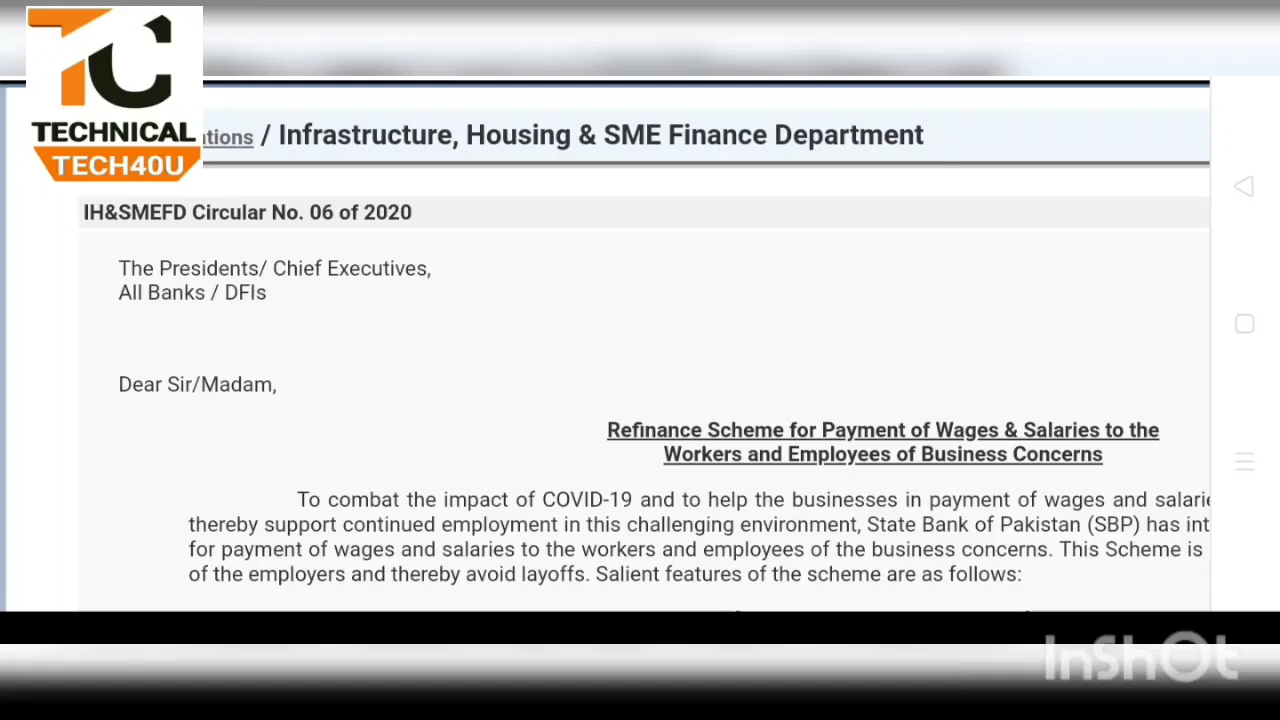 TC
TECHNICAL
TECH40U
ations / Infrastructure, Housing & SME Finance Department
IH&SMEFD Circular No. 06 of 2020
The Presidents/ Chief Executives,
All Banks / DFIs
Dear Sir/Madam,
Refinance Scheme for Payment of Wages & Salaries to the
Workers and Employees of Business Concerns
To combat the impact of COVID-19 and to help the businesses in payment of wages and salarie
thereby support continued employment in this challenging environment, State Bank of Pakistan (SBP) has int
for payment of wages and salaries to the workers and employees of the business concerns. This Scheme is
of the employers and thereby avoid layoffs. Salient features of the scheme are as follows:
InShOt